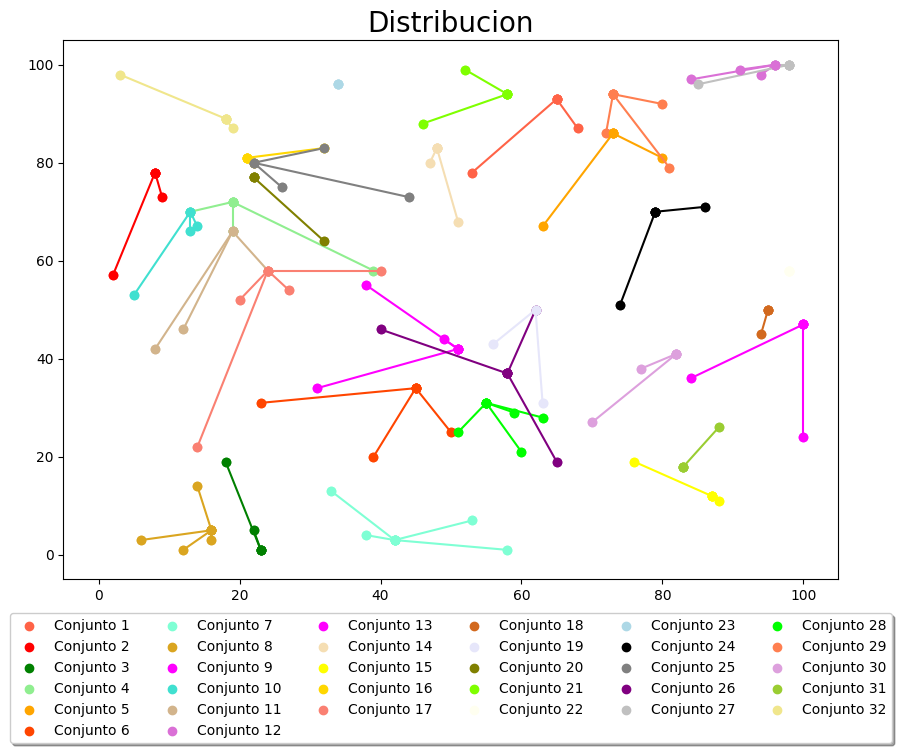 Distribucion
100
80
60
40
20
0
0 20 40 60 80 100
Conjunto 1 Conjunto 7 Conjunto 13 Conjunto 18 Conjunto 23 Conjunto 28
Conjunto 2 Conjunto 8 Conjunto 14 Conjunto 19 Conjunto 24 Conjunto 29
Conjunto 3 Conjunto 9 Conjunto 15 Conjunto 20 Conjunto 25 Conjunto 30
Conjunto 4 Conjunto 10 Conjunto 16 Conjunto 21 Conjunto 26 Conjunto 31
Conjunto 5 Conjunto 11 Conjunto 17 Conjunto 22 Conjunto 27 Conjunto 32
Conjunto 6 Conjunto 12